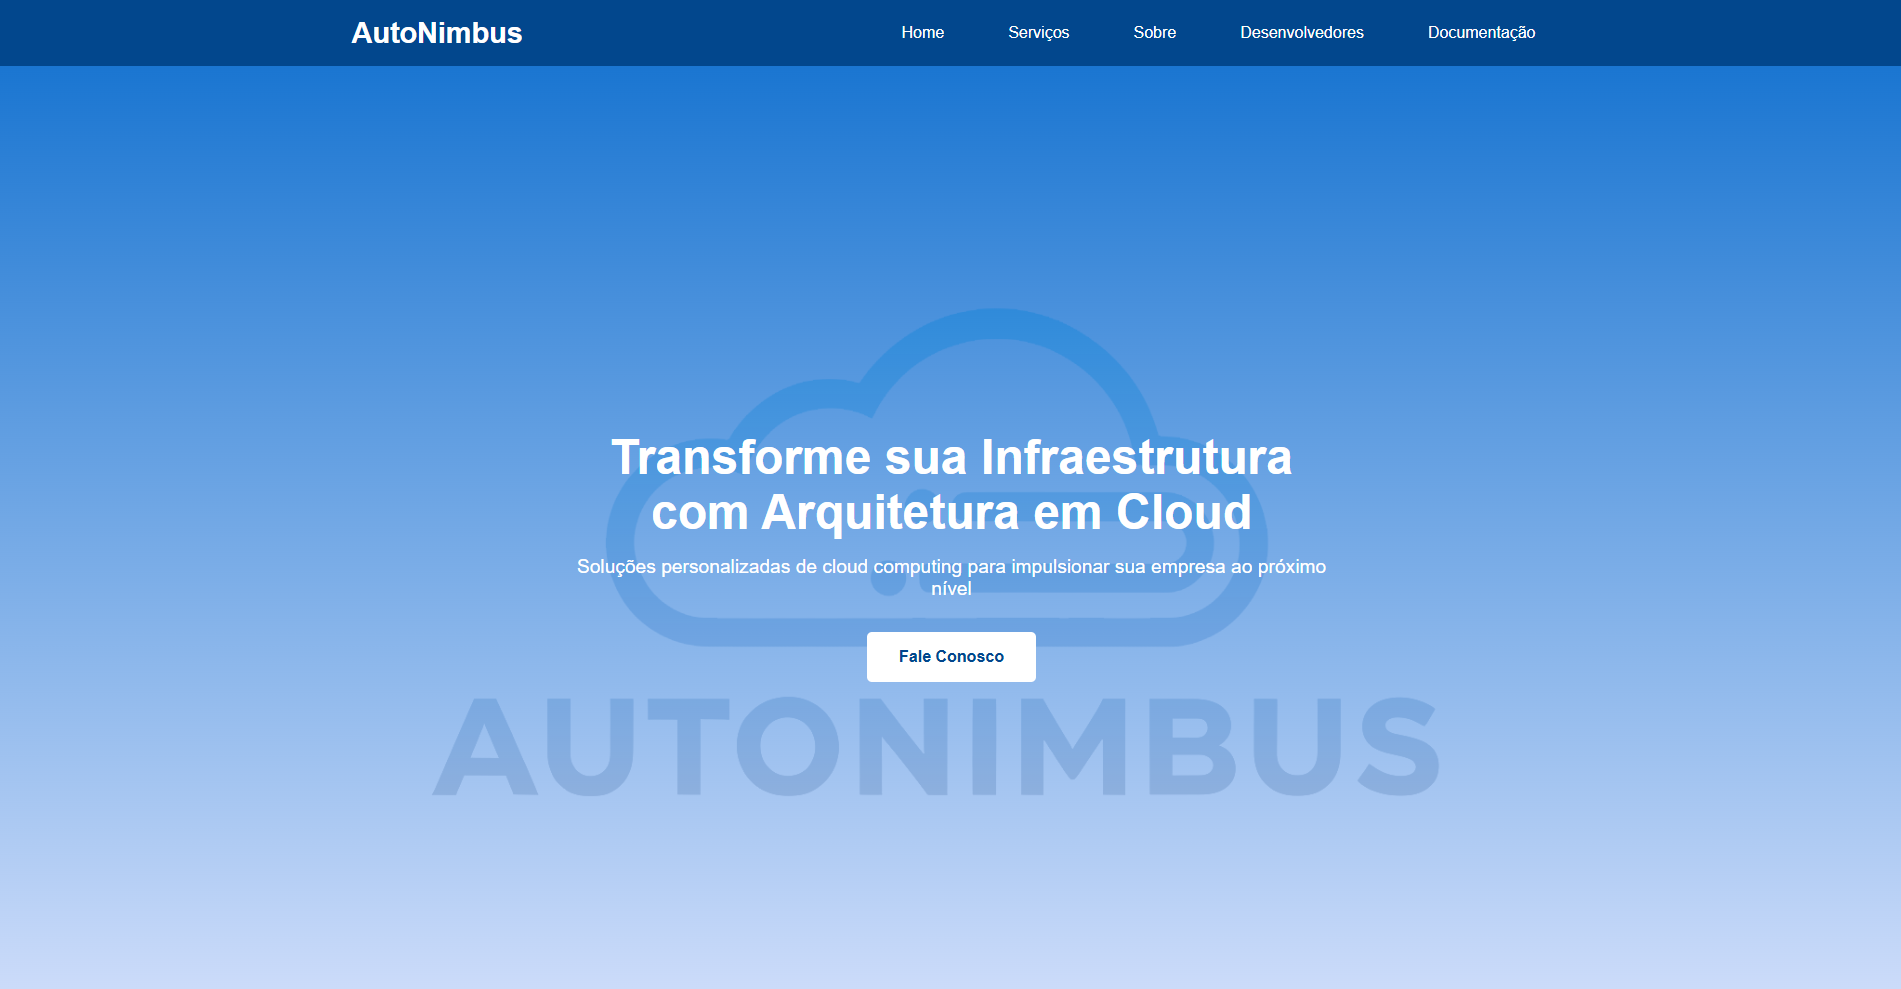 AutoNimbus
Home
Serviços
Sobre
Desenvolvedores
Documentação
Transforme sua Infraestrutura
com Arquitetura em Cloud
Soluções personalizadas de cloud computing para impulsionar sua empresa ao próximo
nível
Fale Conosco
AUTONIMBUS